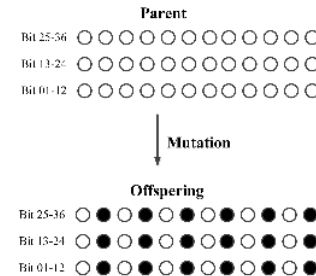 Parent
Bit 25-36
Bit 13-24
Bit 01-12
Mutation
Offspering
Bit 25-36
Bit 13-24
Bit 01-12